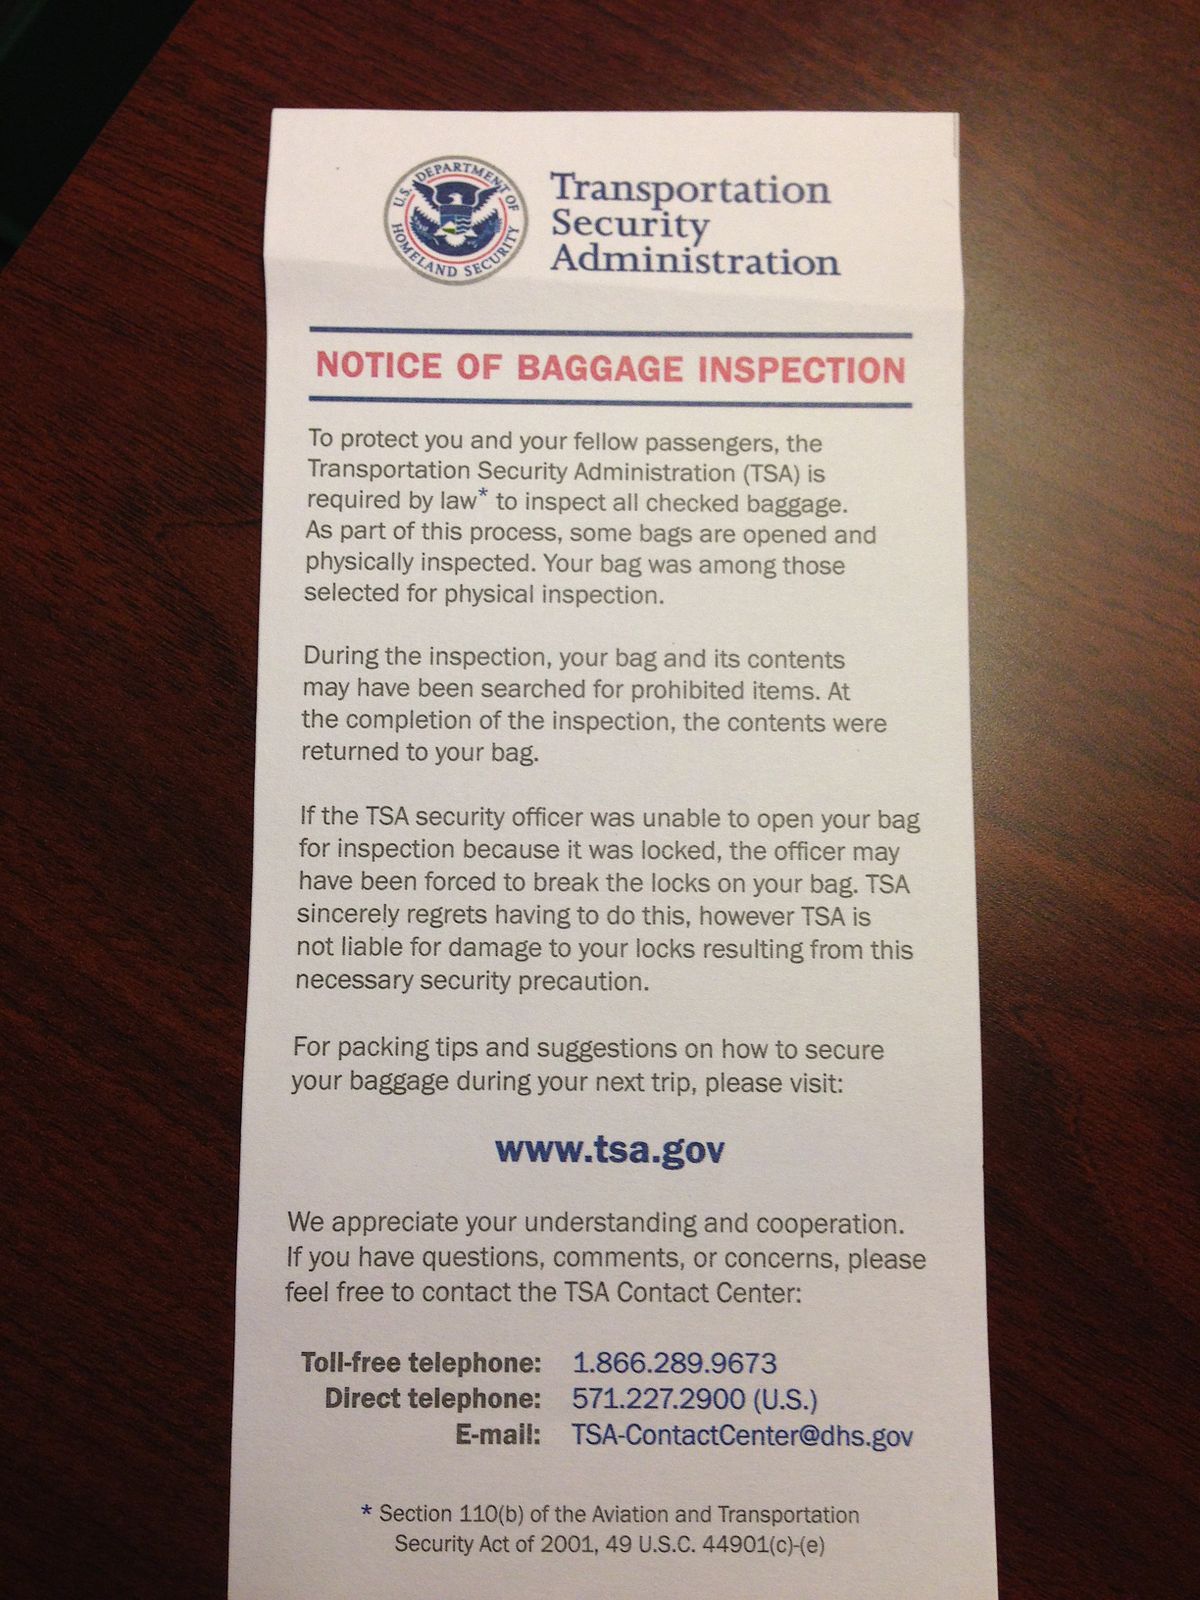 U.S. DEPARTMENT OF
HOMELAND SECURITY
Transportation
Security
Administration
NOTICE OF BAGGAGE INSPECTION
To protect you and your fellow passengers, the
Transportation Security Administration (TSA) is
required by law* to inspect all checked baggage.
As part of this process, some bags are opened and
physically inspected. Your bag was among those
selected for physical inspection.
During the inspection, your bag and its contents
may have been searched for prohibited items. At
the completion of the inspection, the contents were
returned to your bag.
If the TSA security officer was unable to open your bag
for inspection because it was locked, the officer may
have been forced to break the locks on your bag. TSA
sincerely regrets having to do this, however TSA is
not liable for damage to your locks resulting from this
necessary security precaution.
For packing tips and suggestions on how to secure
your baggage during your next trip, please visit:
www.tsa.gov
We appreciate your understanding and cooperation.
If you have questions, comments, or concerns, please
feel free to contact the TSA Contact Center:
Toll-free telephone: 1.866.289.9673
Direct telephone: 571.227.2900 (U.S.)
E-mail: TSA-ContactCenter@dhs.gov
* Section 110(b) of the Aviation and Transportation
Security Act of 2001, 49 U.S.C. 44901(c)-(e)